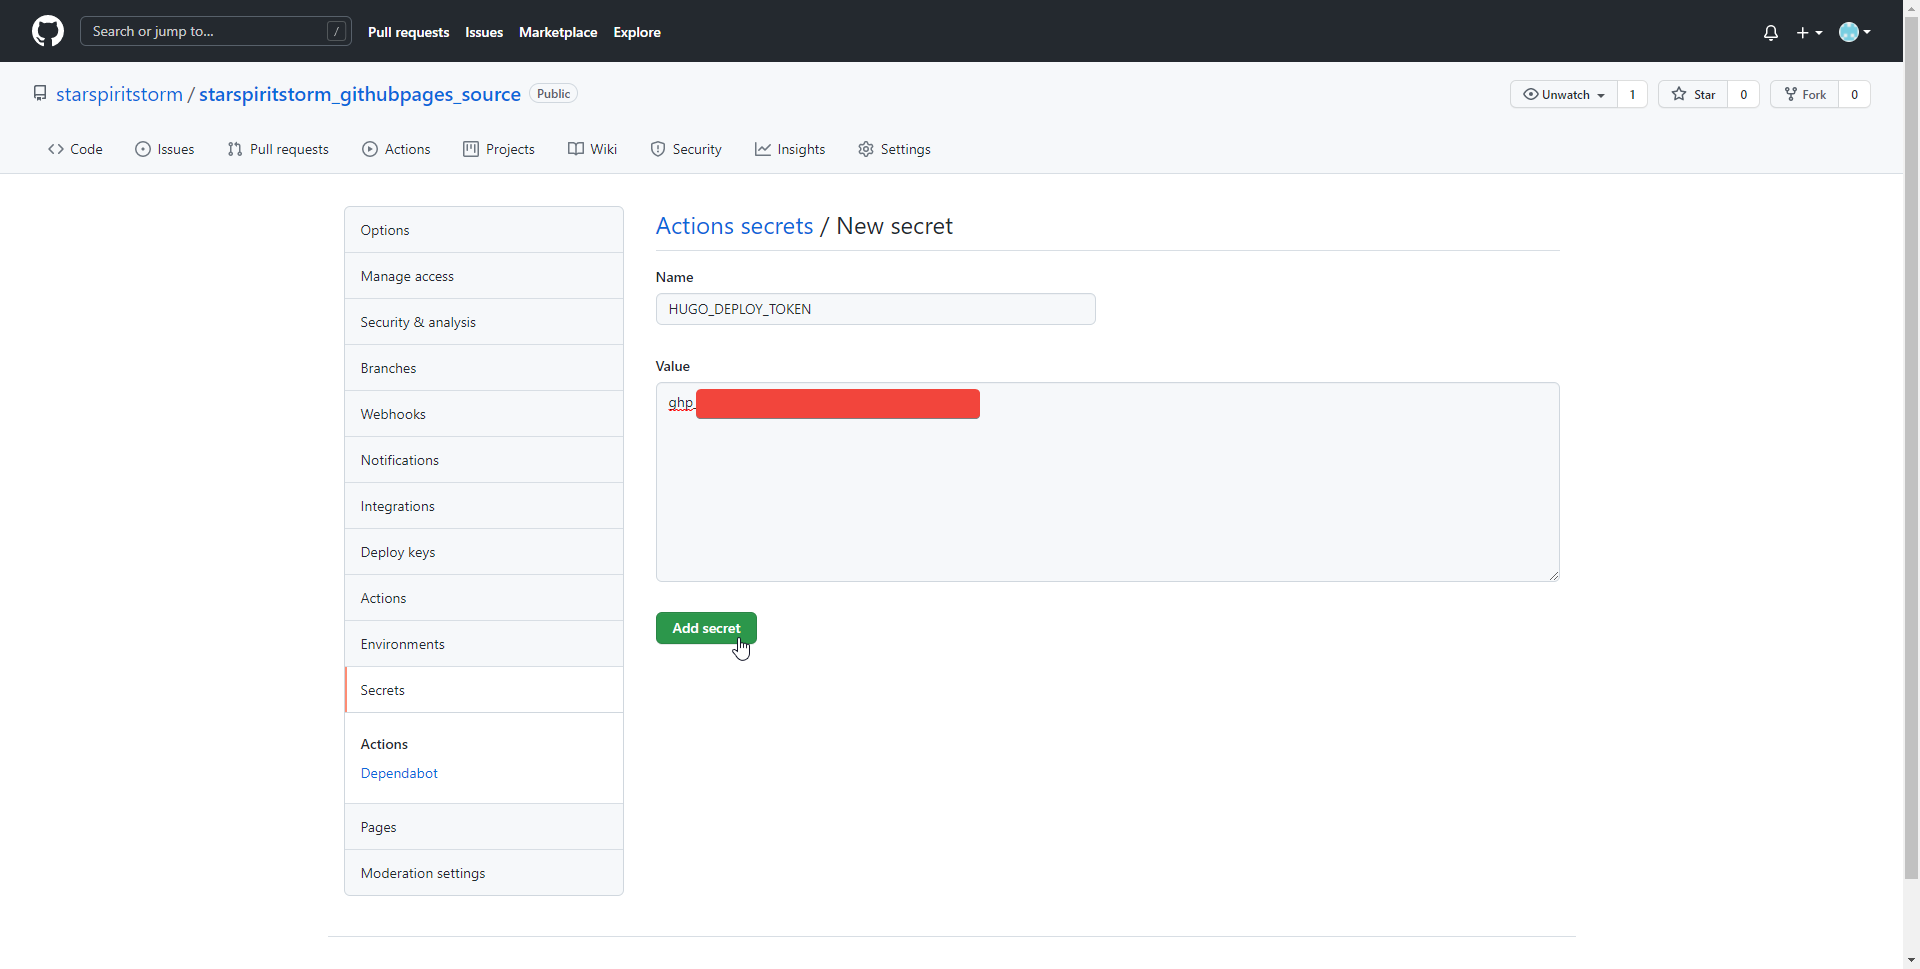 Search or jump to... /
Pull requests Issues Marketplace Explore
starspiritstorm / starspiritstorm_githubpages_source Public
Unwatch 1 Star 0 Fork 0
Code Issues Pull requests Actions Projects Wiki Security Insights Settings
Options
Manage access
Security & analysis
Branches
Webhooks
Notifications
Integrations
Deploy keys
Actions
Environments
Secrets
Actions
Dependabot
Pages
Moderation settings
Actions secrets / New secret
Name
HUGO_DEPLOY_TOKEN
Value
ghp_
Add secret